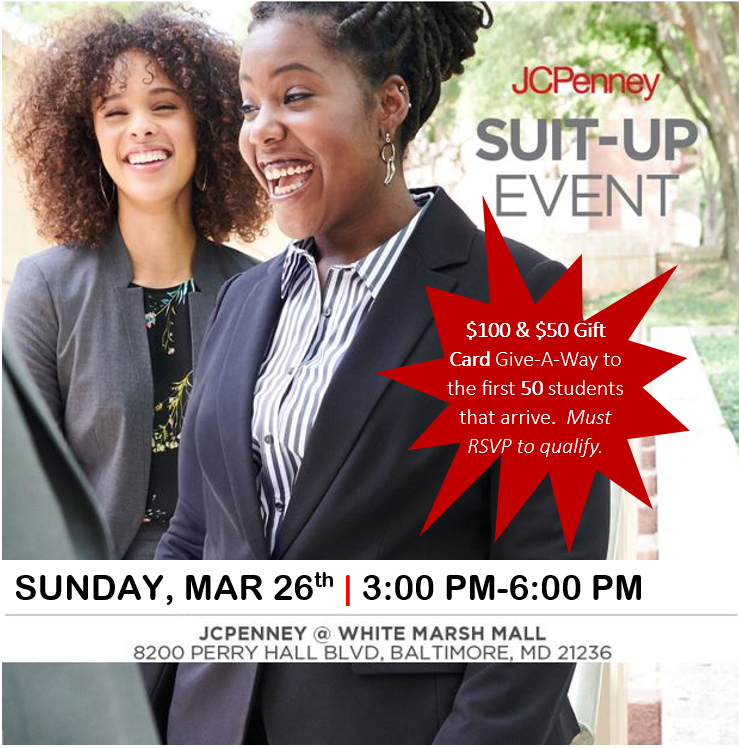 JCPenney
SUIT-UP
EVENT
$100 & $50 Gift
Card Give-A-Way to
the first 50 students
that arrive.  Must
RSVP to qualify.
SUNDAY, MAR 26th | 3:00 PM-6:00 PM
JCPENNEY @ WHITE MARSH MALL
8200 PERRY HALL BLVD, BALTIMORE, MD 21236